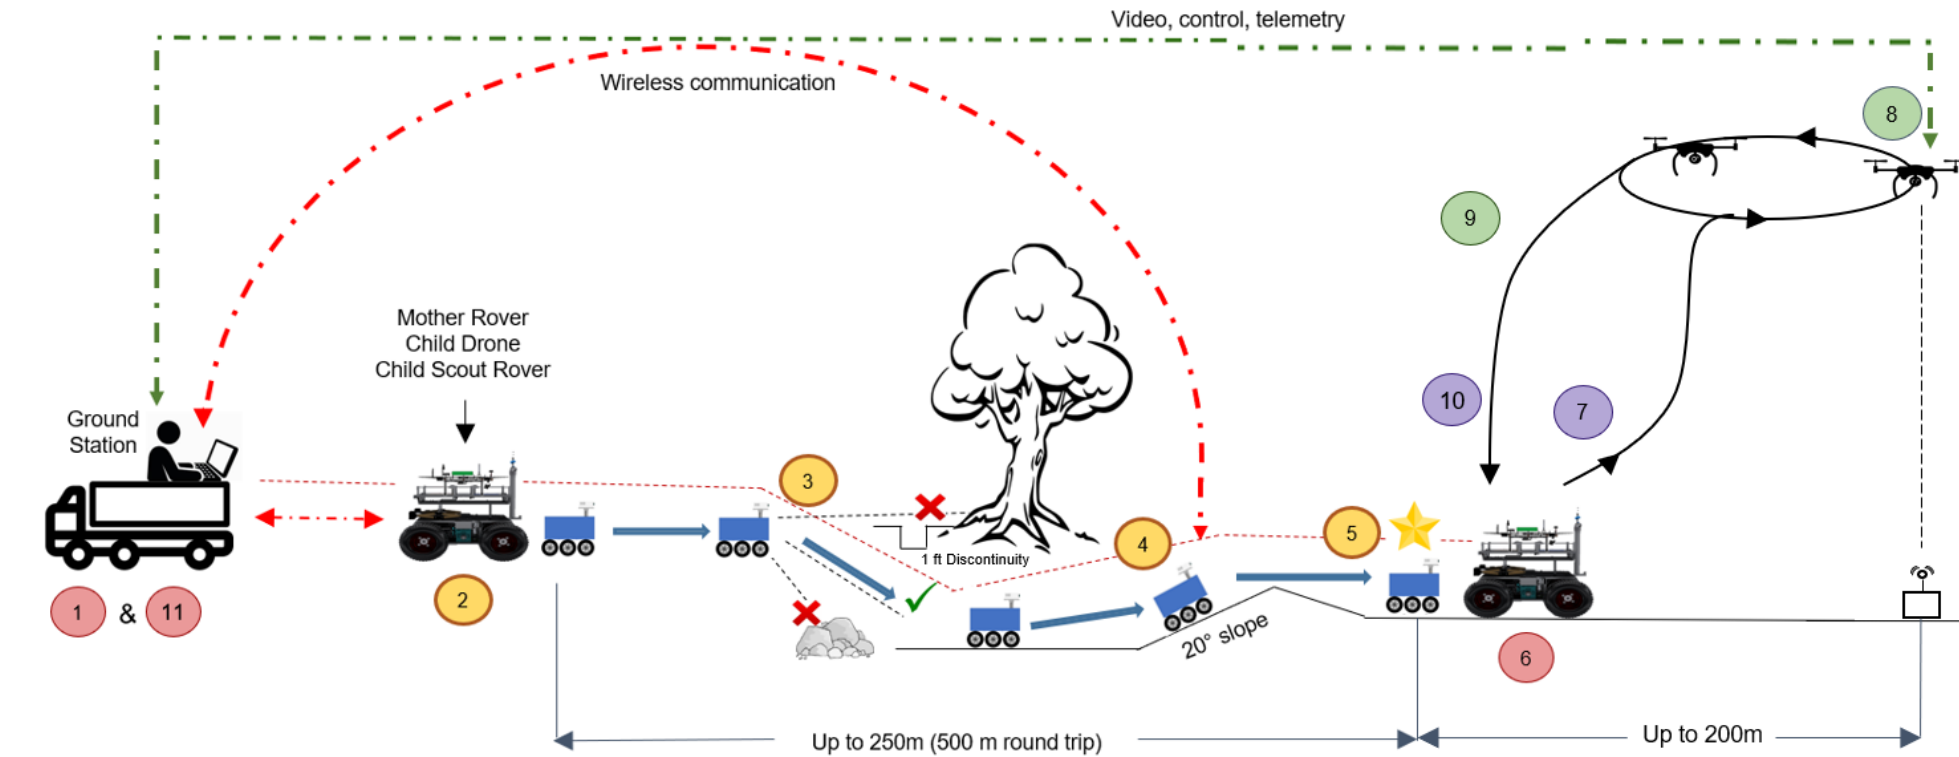 Video, control, telemetry
Wireless communication
8
9
Mother Rover
Child Drone
Child Scout Rover
10
7
Ground
Station
3
5
4
1 ft Discontinuity
1 & 11
2
20° slope
6
Up to 250m (500 m round trip)
Up to 200m